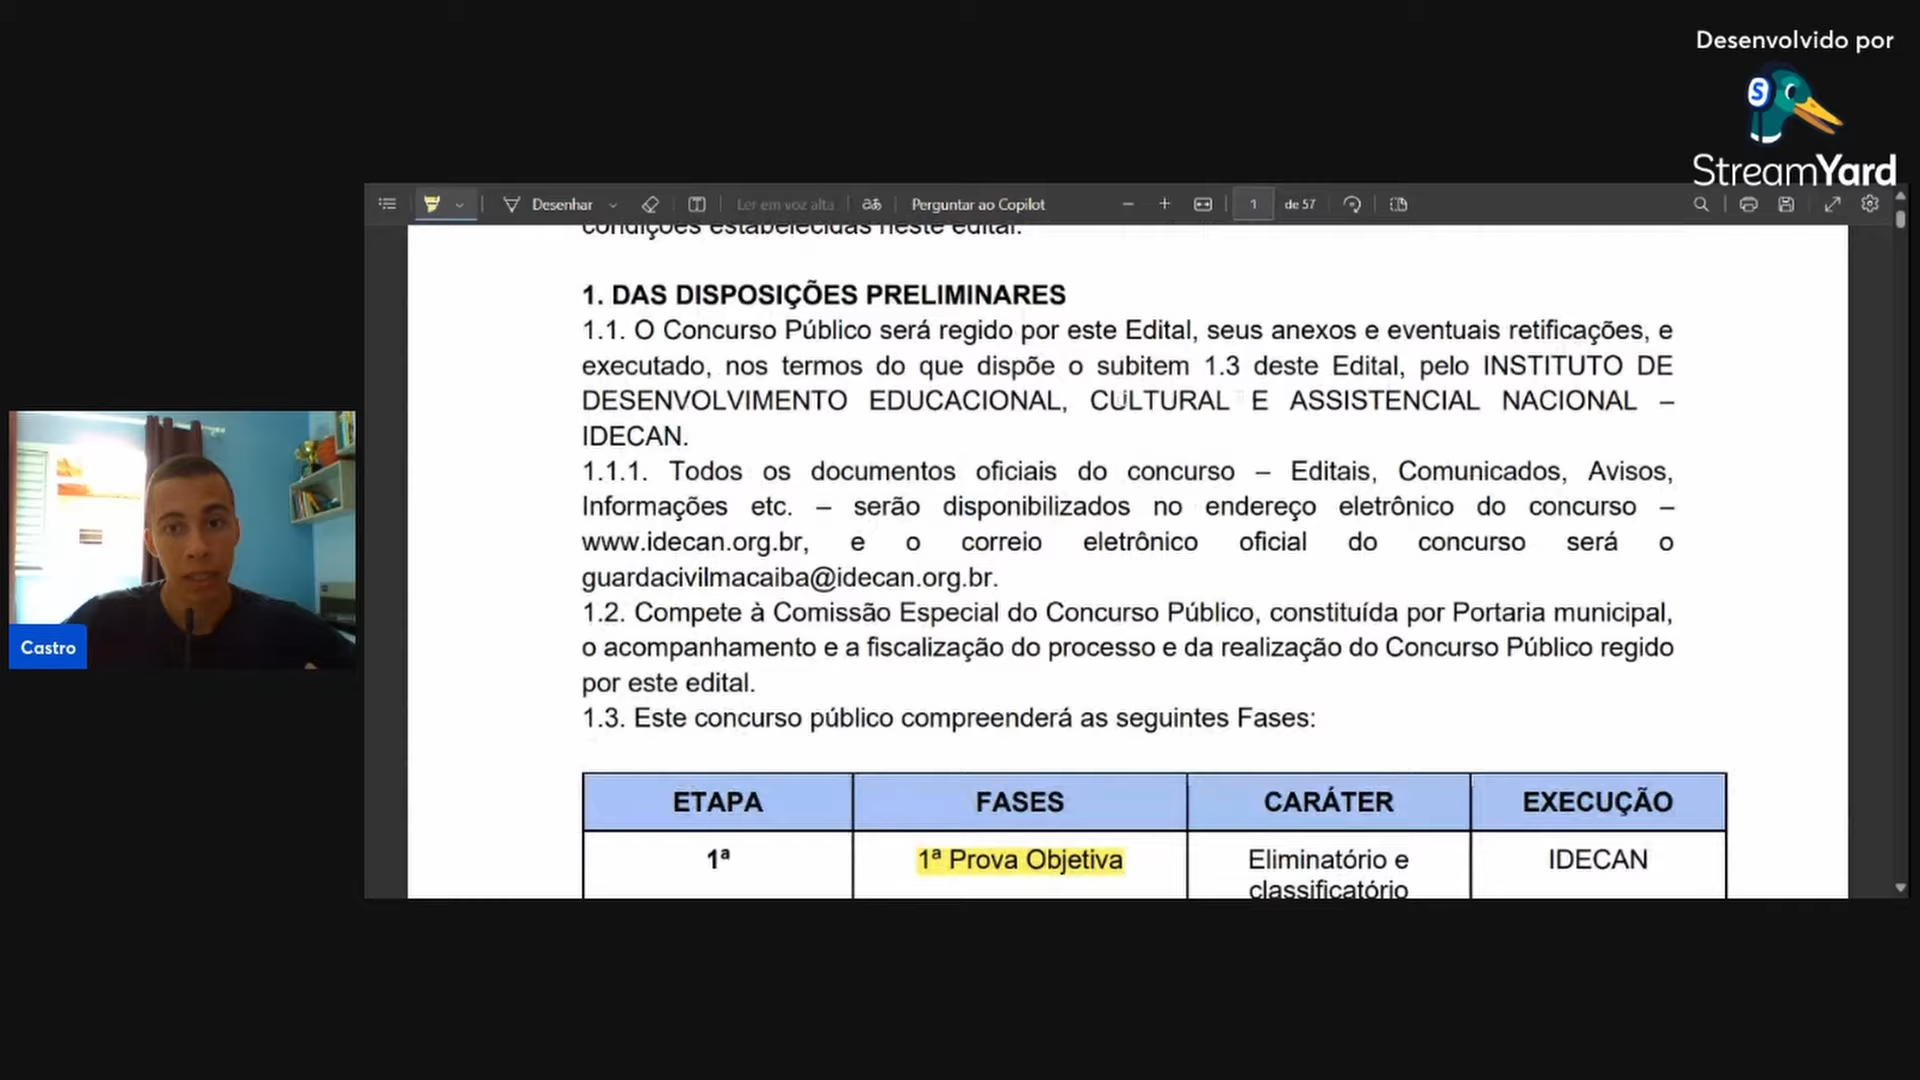 Desenvolvido por
StreamYard
Desenhar
Ler em voz alta
Perguntar ao Copilot
1
de 57
condições estabelecidas neste edital.
1. DAS DISPOSIÇÕES PRELIMINARES
1.1. O Concurso Público será regido por este Edital, seus anexos e eventuais retificações, e
executado, nos termos do que dispõe o subitem 1.3 deste Edital, pelo INSTITUTO DE
DESENVOLVIMENTO EDUCACIONAL, CULTURAL E ASSISTENCIAL NACIONAL –
IDECAN.
1.1.1. Todos os documentos oficiais do concurso – Editais, Comunicados, Avisos,
Informações etc. – serão disponibilizados no endereço eletrônico do concurso –
www.idecan.org.br, e o correio eletrônico oficial do concurso será o
guardacivilmacaiba@idecan.org.br.
1.2. Compete à Comissão Especial do Concurso Público, constituída por Portaria municipal,
o acompanhamento e a fiscalização do processo e da realização do Concurso Público regido
por este edital.
1.3. Este concurso público compreenderá as seguintes Fases:
ETAPA FASES CARÁTER EXECUÇÃO
1ª 1ª Prova Objetiva Eliminatório e IDECAN
classificatório
Castro